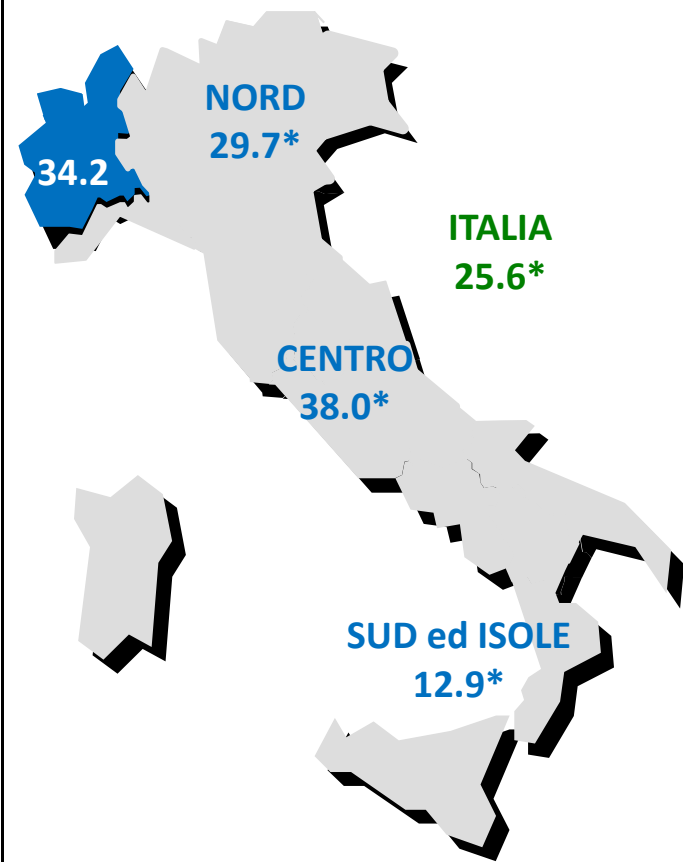 NORD
29.7*
34.2
ITALIA
25.6*
CENTRO
38.0*
SUD ed ISOLE
12.9*